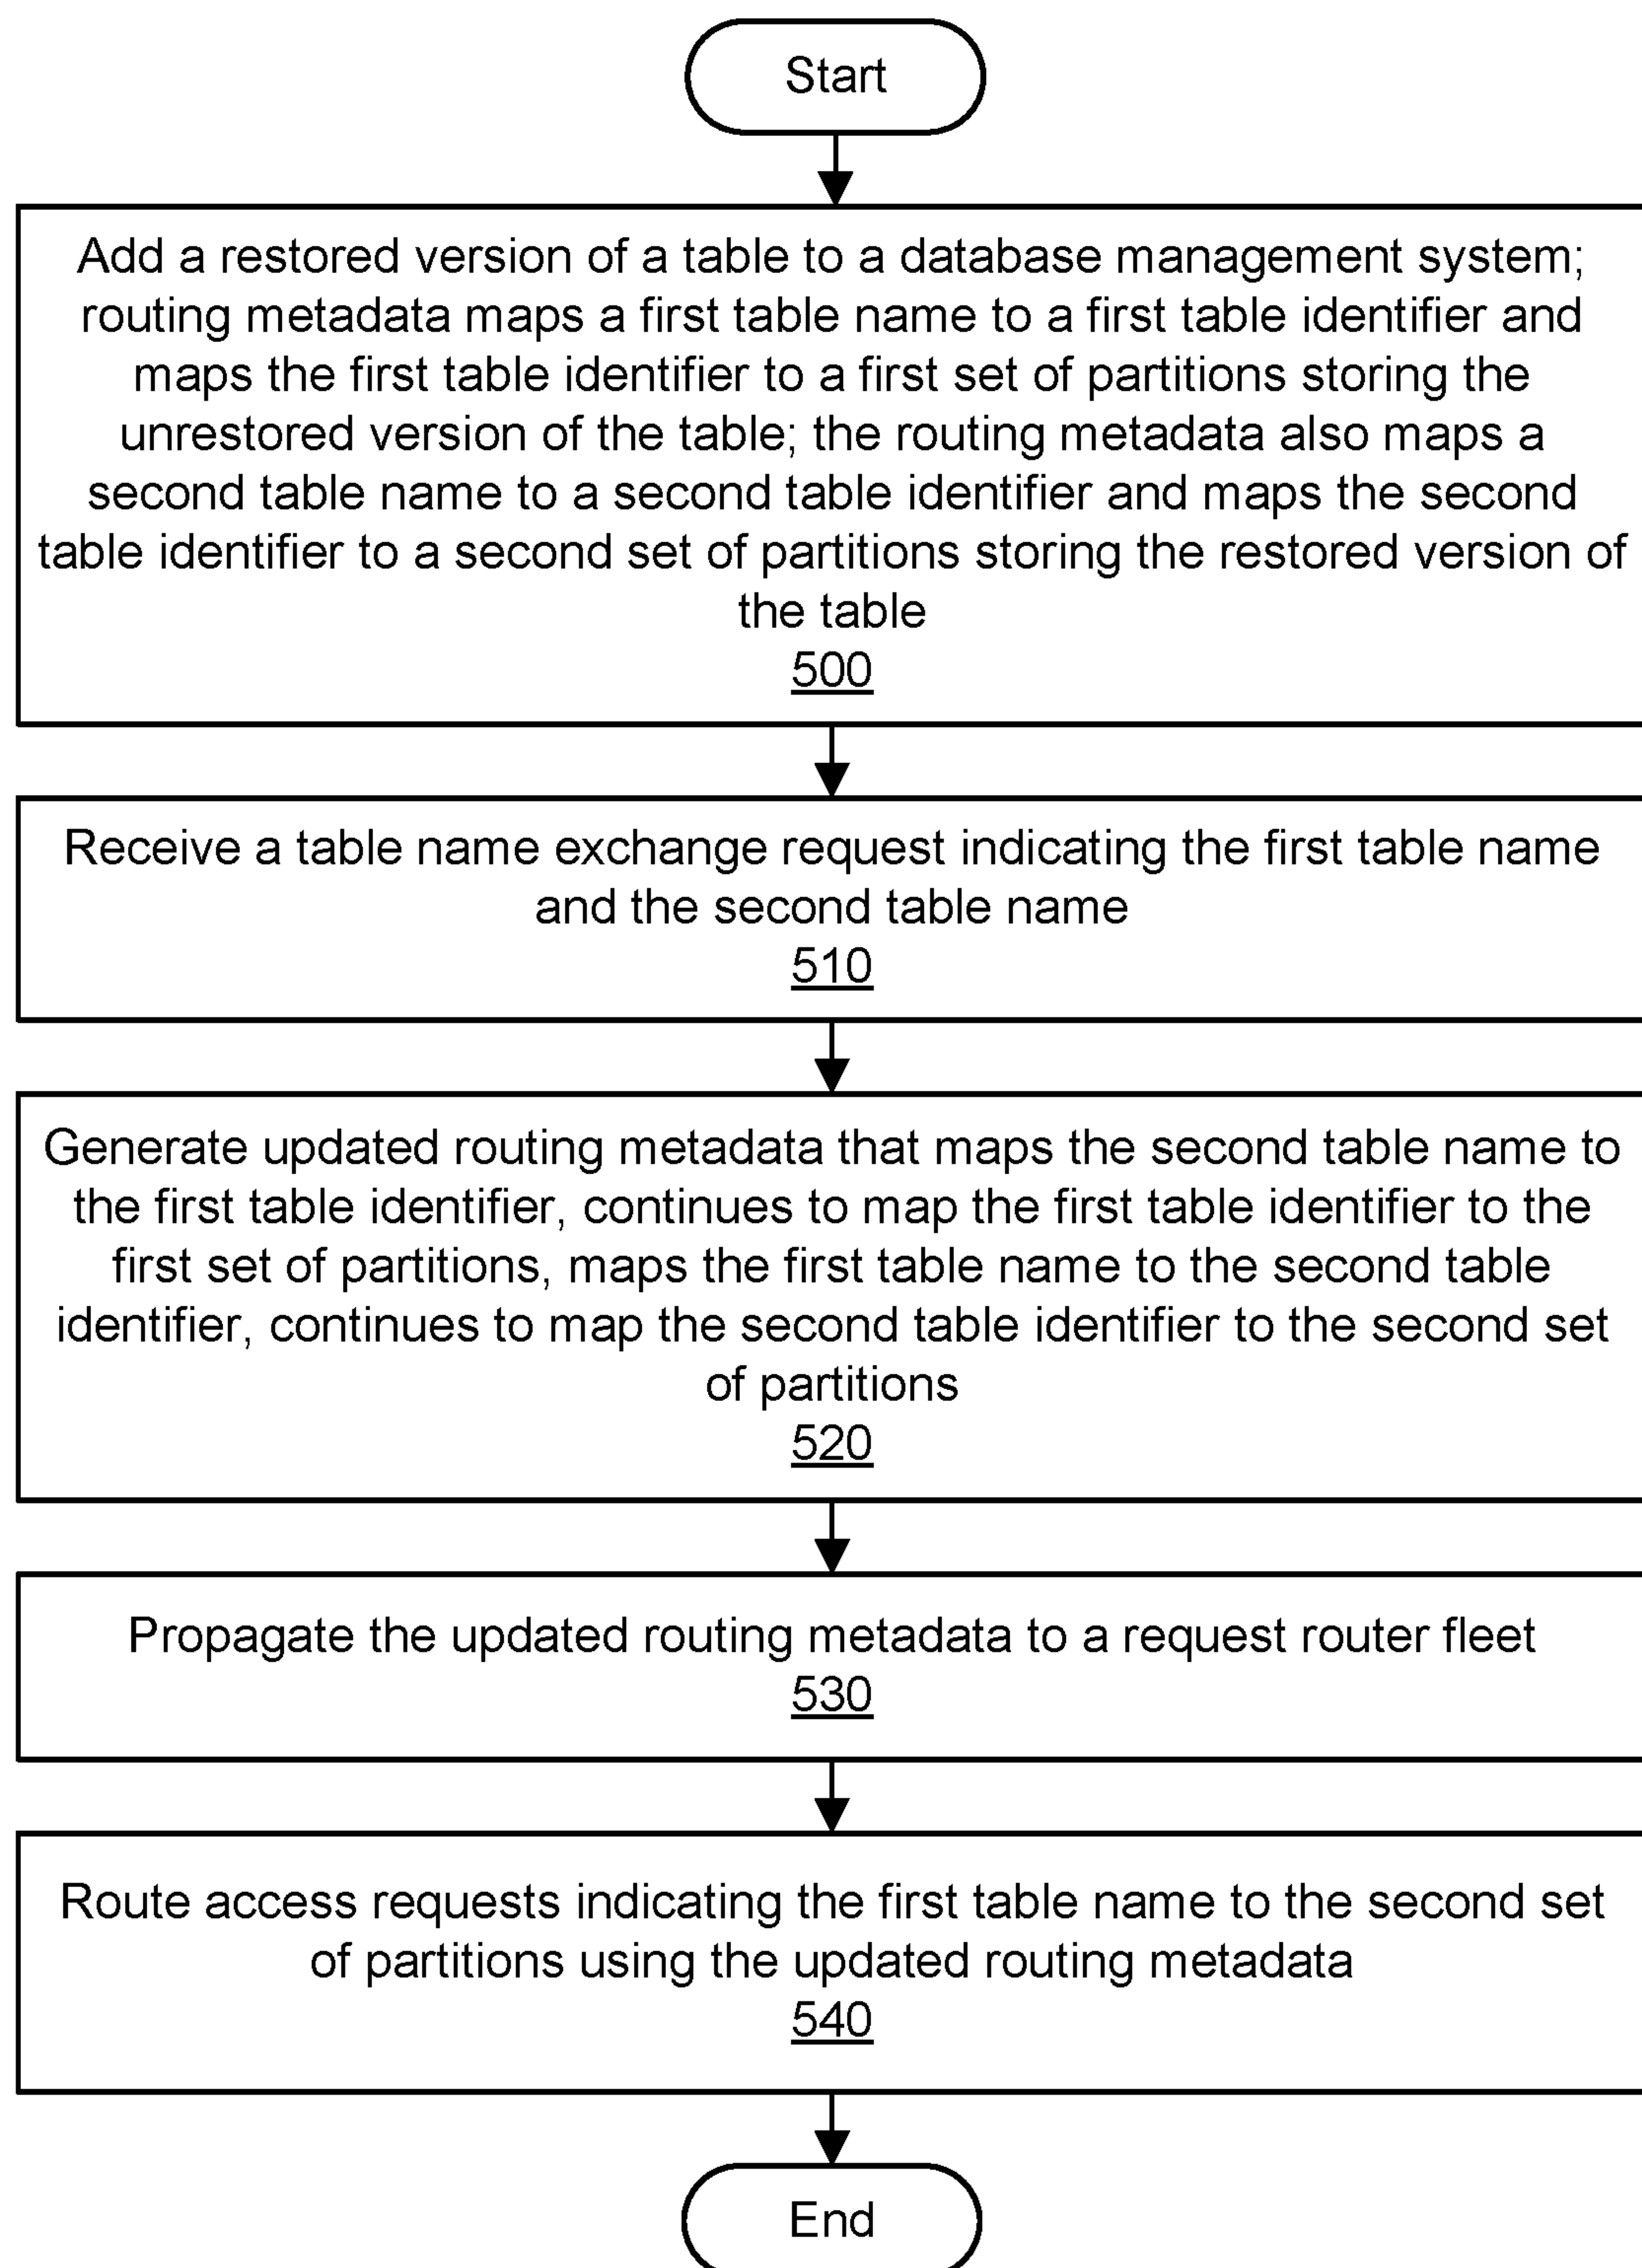 Start
Add a restored version of a table to a database management system;
routing metadata maps a first table name to a first table identifier and
maps the first table identifier to a first set of partitions storing the
unrestored version of the table; the routing metadata also maps a
second table name to a second table identifier and maps the second
table identifier to a second set of partitions storing the restored version of
the table
500
Receive a table name exchange request indicating the first table name
and the second table name
510
Generate updated routing metadata that maps the second table name to
the first table identifier, continues to map the first table identifier to the
first set of partitions, maps the first table name to the second table
identifier, continues to map the second table identifier to the second set
of partitions
520
Propagate the updated routing metadata to a request router fleet
530
Route access requests indicating the first table name to the second set
of partitions using the updated routing metadata
540
End